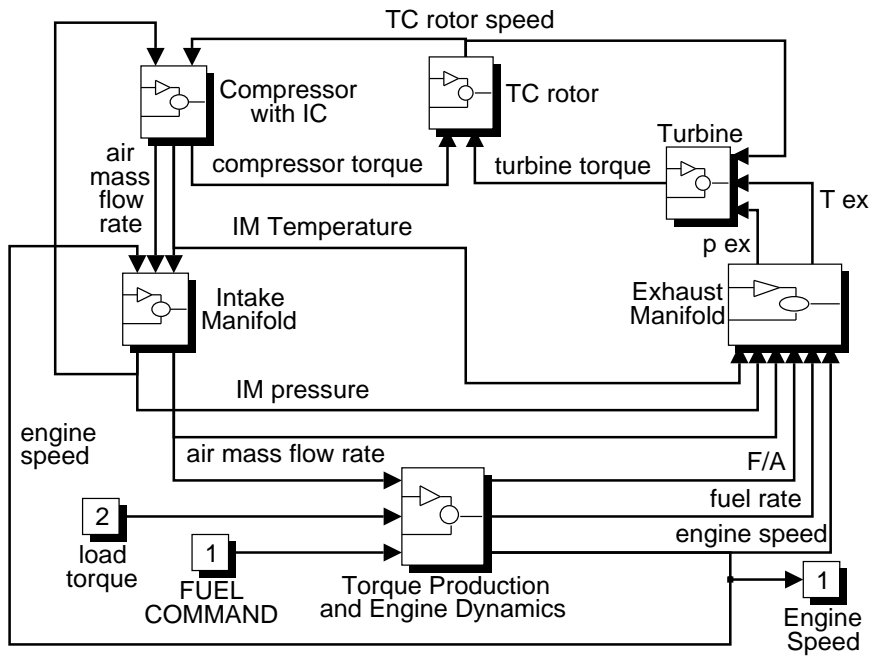 TC rotor speed
Compressor
with IC
TC rotor
Turbine
air
mass
flow
rate
compressor torque
turbine torque
T ex
IM Temperature
p ex
Intake
Manifold
Exhaust
Manifold
IM pressure
engine
speed
air mass flow rate
F/A
fuel rate
engine speed
2
load
torque
1
FUEL
COMMAND
Torque Production
and Engine Dynamics
1
Engine
Speed